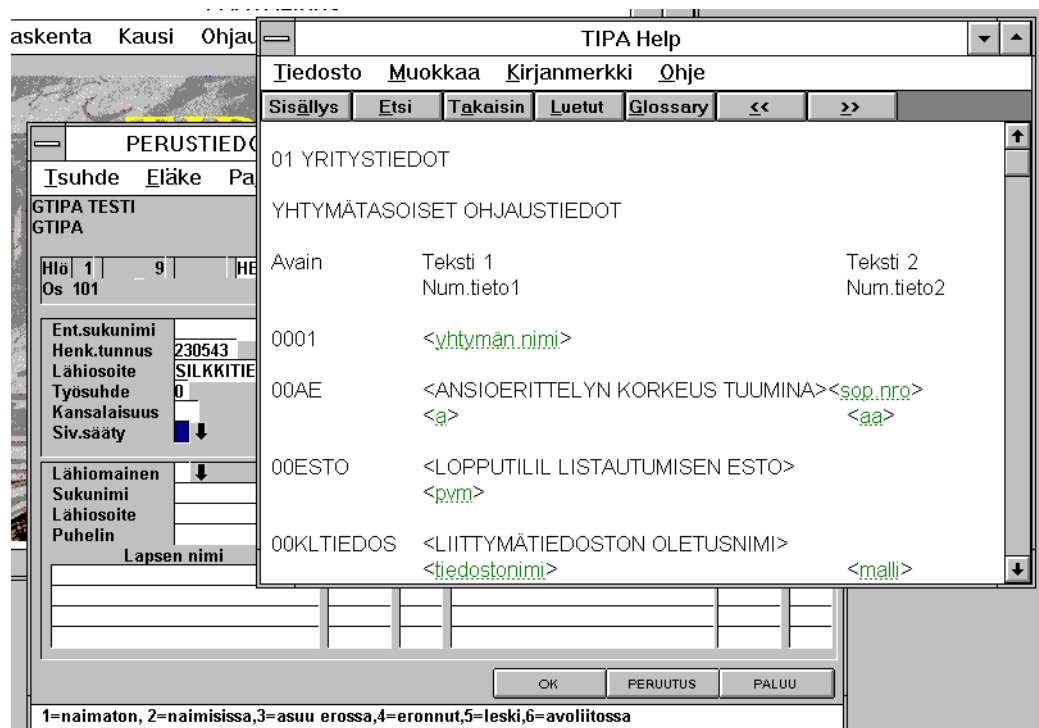 askenta Kausi Ohjau
TIPA Help
Tiedosto Muokkaa Kirjanmerkki Ohje
Sisällys Etsi Takaisin Luetut Glossary << >>
01 YRITYSTIEDOT
YHTYMÄTASOISET OHJAUSTIEDOT
Avain Teksti 1 Teksti 2
Num.tieto1 Num.tieto2
0001 <yhtymän nimi>
00AE <ANSIOERITTELYN KORKEUS TUUMINA><sop.nro>
<a> <aa>
00ESTO <LOPPUTILIL LISTAUTUMISEN ESTO>
<pvm>
00KLTIEDOS <LIITTYMÄTIEDOSTON OLETUSNIMI>
<tiedostonimi> <malli>
PERUSTIEDO
Tsuhde Eläke Pa
GTIPA TESTI
GTIPA
Hlö 1 _ 9 HE
Os 101
Ent.sukunimi
Henk.tunnus 230543
Lähiosoite SILKKITIE
Työsuhde 0
Kansalaisuus
Siv.sääty
Lähiomainen
Sukunimi
Lähiosoite
Puhelin
Lapsen nimi
OK PERUUTUS PALUU
1=naimaton, 2=naimisissa,3=asuu erossa,4=eronnut,5=leski,6=avoliitossa